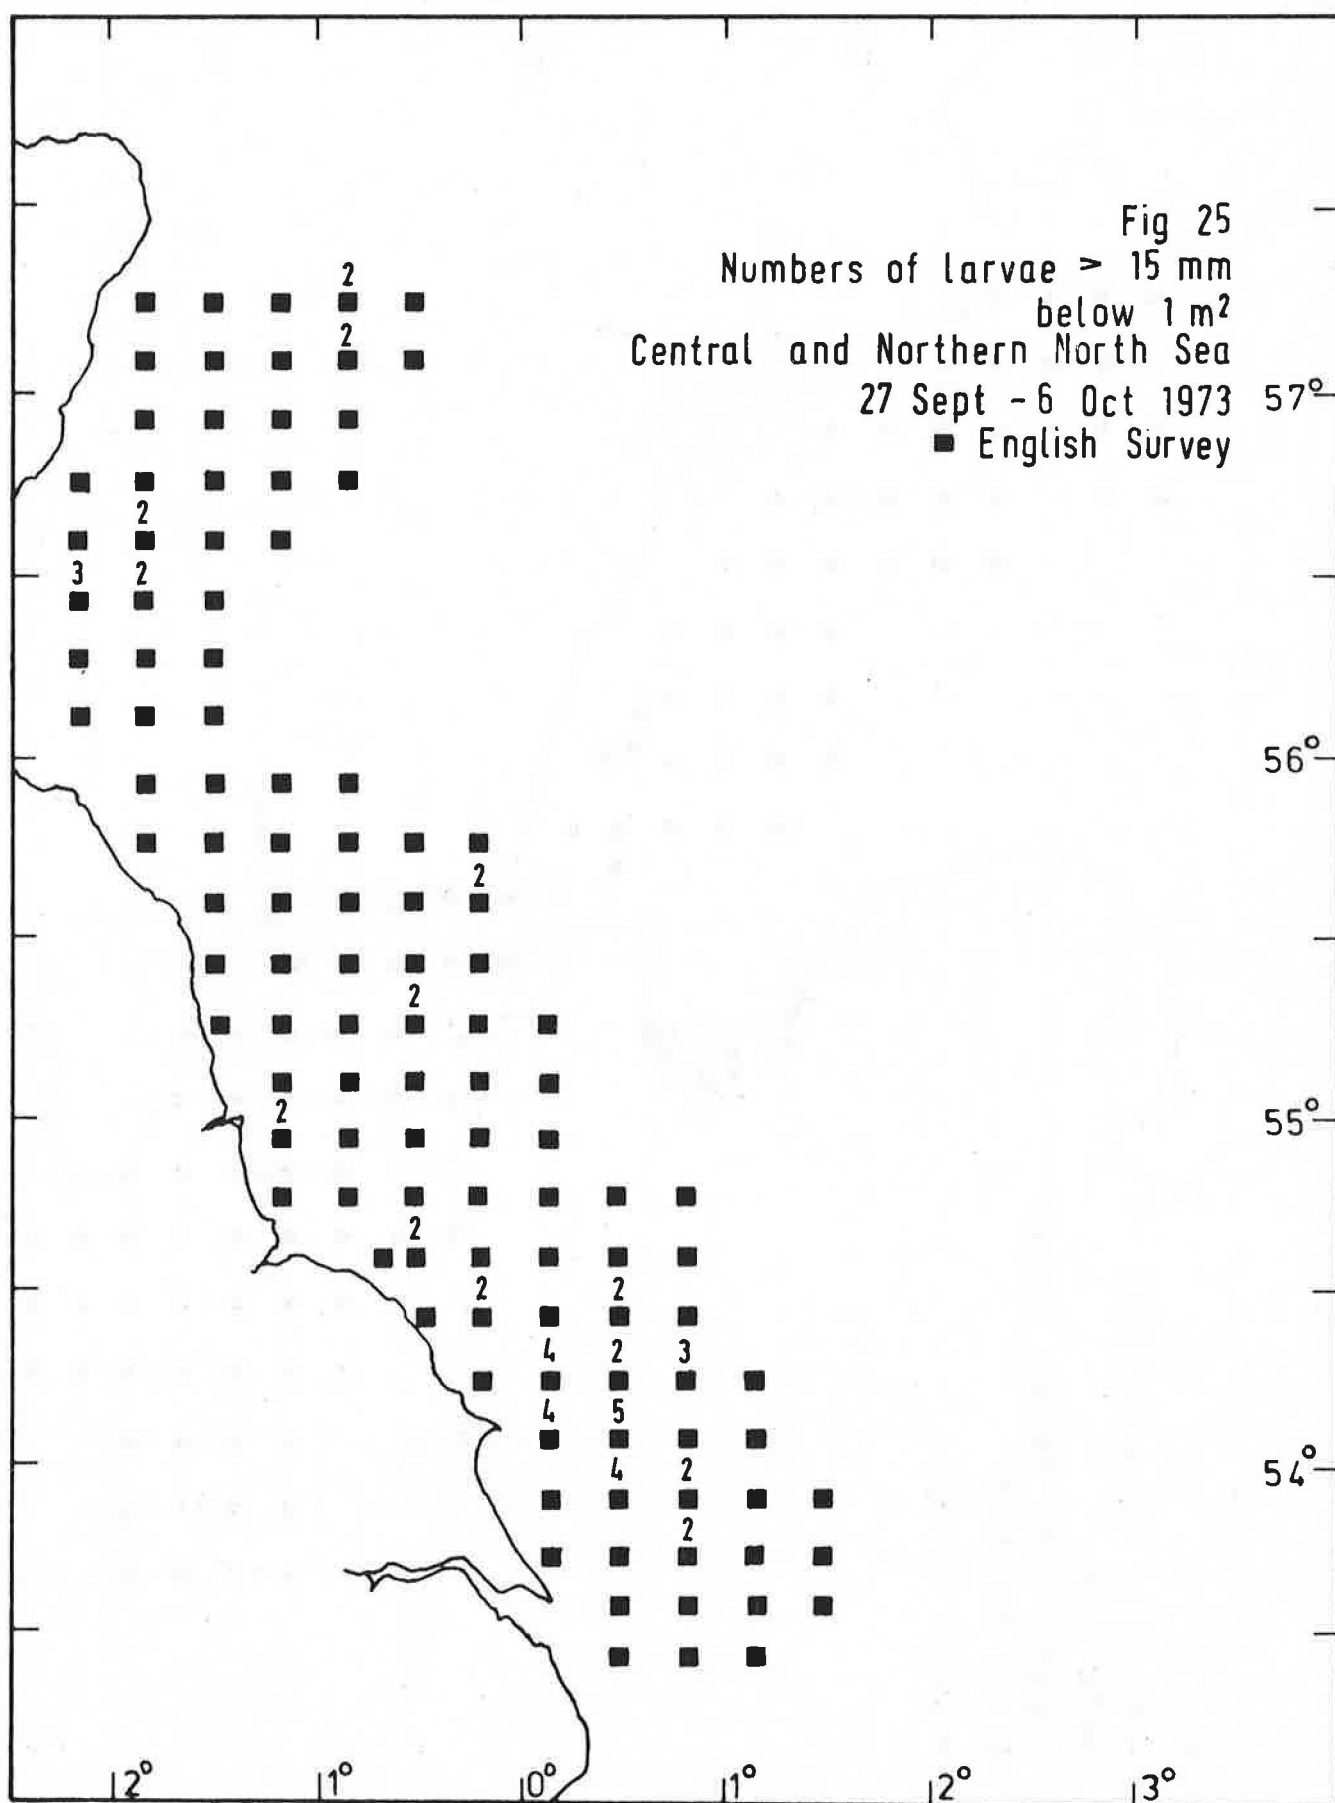 Fig 25
Numbers of larvae > 15 mm
below 1 m²
Central and Northern North Sea
27 Sept - 6 Oct 1973
■ English Survey
2
2
57°
2
3 2
56°
2
2
2
55°
2
2 2
4 2 3
4 5
4 2
54°
2
2° 1° 0° 1° 2° 3°